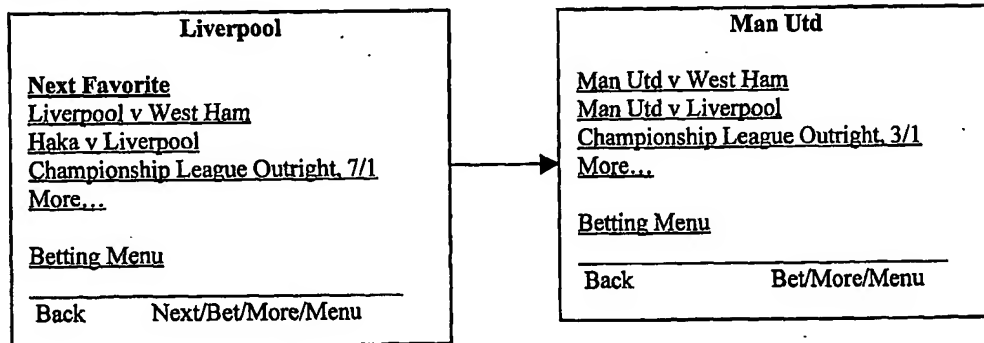 Liverpool
Next Favorite
Liverpool v West Ham
Haka v Liverpool
Championship League Outright, 7/1
More...
Betting Menu
Back Next/Bet/More/Menu
Man Utd
Man Utd v West Ham
Man Utd v Liverpool
Championship League Outright, 3/1
More...
Betting Menu
Back Bet/More/Menu